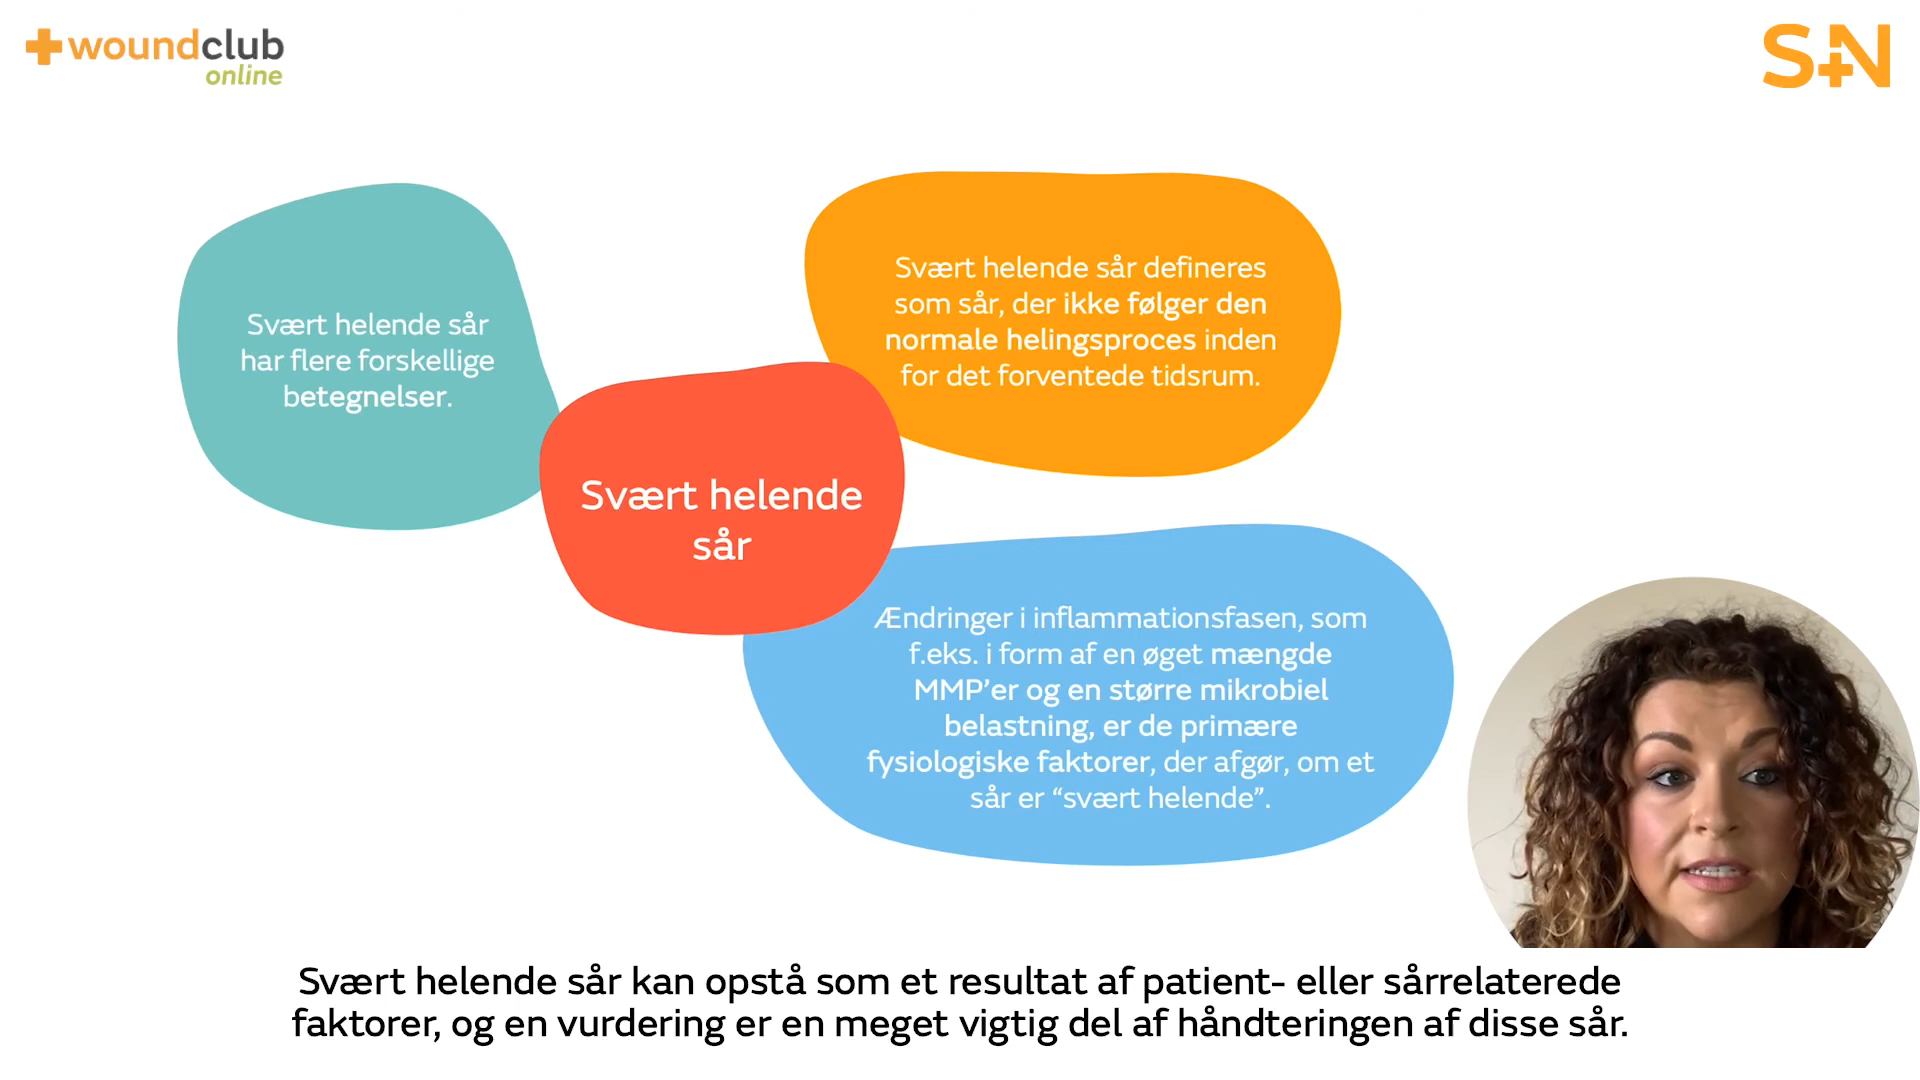 woundclub
online
S+N
Svært helende sår
har flere forskellige
betegnelser.
Svært helende sår defineres
som sår, der ikke følger den
normale helingsproces inden
for det forventede tidsrum.
Svært helende
sår
Ændringer i inflammationsfasen, som
f.eks. i form af en øget mængde
MMP’er og en større mikrobiel
belastning, er de primære
fysiologiske faktorer, der afgør, om et
sår er “svært helende”.
Svært helende sår kan opstå som et resultat af patient- eller sårrelaterede
faktorer, og en vurdering er en meget vigtig del af håndteringen af disse sår.